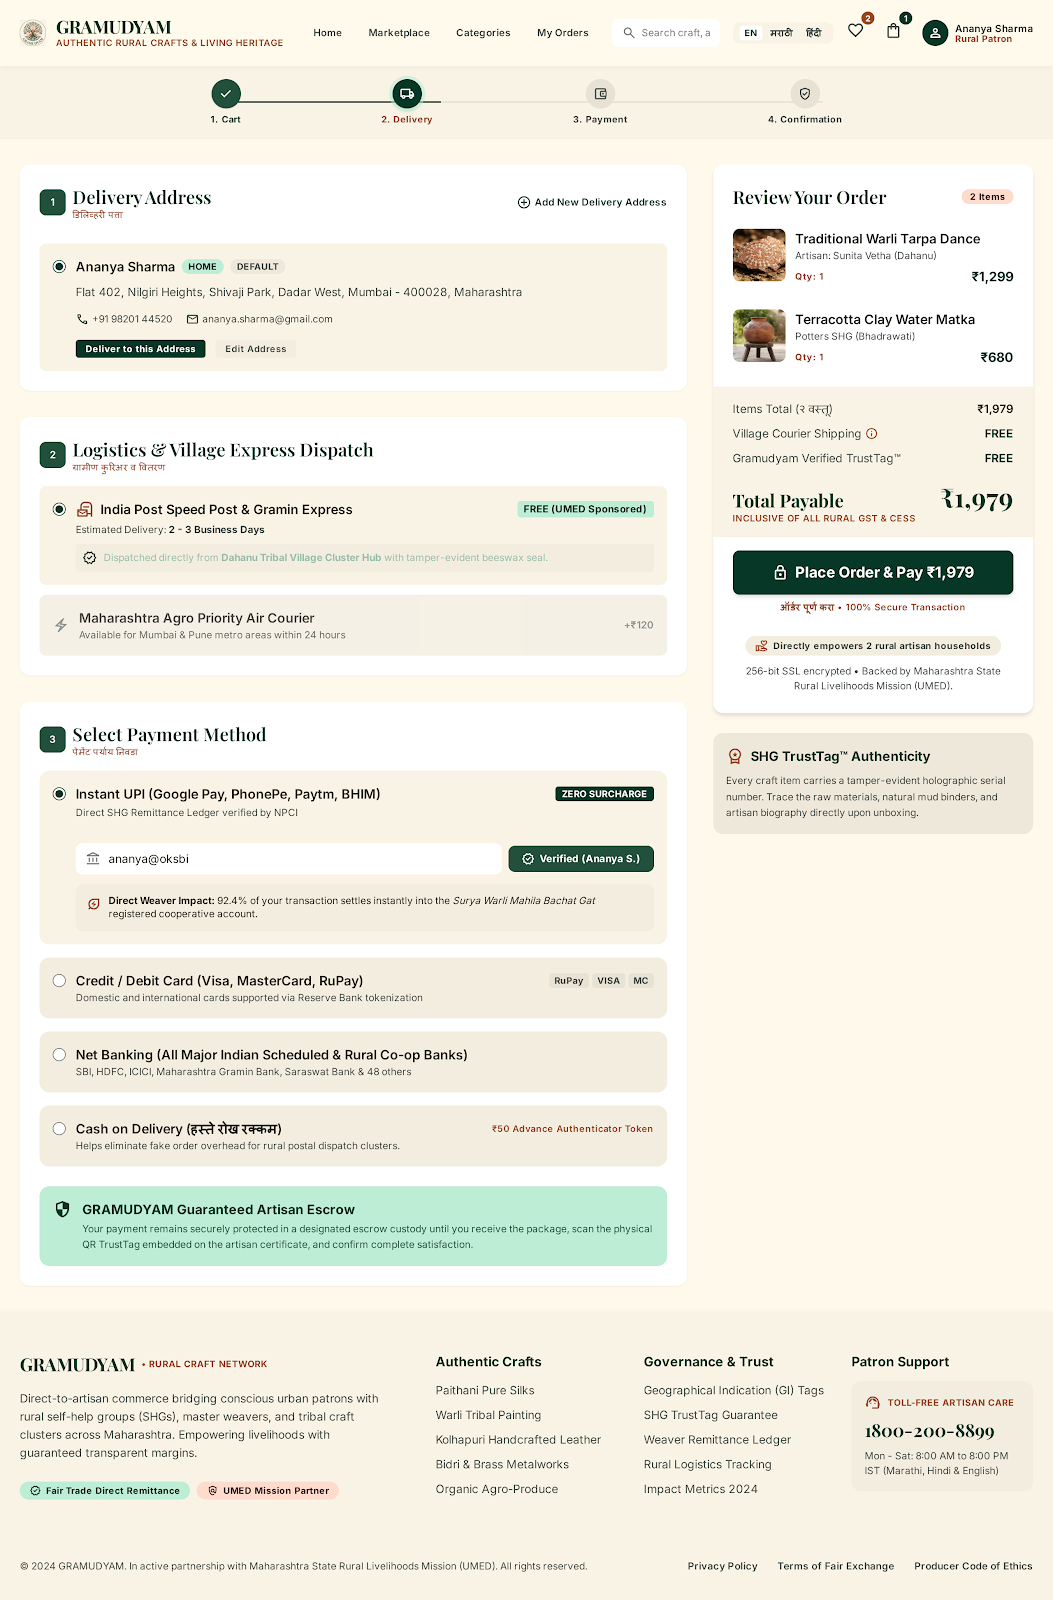 GRAMUDYAM
AUTHENTIC RURAL CRAFTS & LIVING HERITAGE
Home
Marketplace
Categories
My Orders
Search craft, a
EN
मराठी
हिंदी
2
1
Ananya Sharma
Rural Patron
1. Cart
2. Delivery
3. Payment
4. Confirmation
1
Delivery Address
डिलिव्हरी पत्ता
Add New Delivery Address
Ananya Sharma
HOME
DEFAULT
Flat 402, Nilgiri Heights, Shivaji Park, Dadar West, Mumbai - 400028, Maharashtra
+91 98201 44520
ananya.sharma@gmail.com
Deliver to this Address
Edit Address
2
Logistics & Village Express Dispatch
ग्रामीण कुरिअर व वितरण
India Post Speed Post & Gramin Express
FREE (UMED Sponsored)
Estimated Delivery: 2 - 3 Business Days
Dispatched directly from Dahanu Tribal Village Cluster Hub with tamper-evident beeswax seal.
Maharashtra Agro Priority Air Courier
Available for Mumbai & Pune metro areas within 24 hours
+₹120
3
Select Payment Method
पेमेंट पर्याय निवडा
Instant UPI (Google Pay, PhonePe, Paytm, BHIM)
ZERO SURCHARGE
Direct SHG Remittance Ledger verified by NPCI
ananya@oksbi
Verified (Ananya S.)
Direct Weaver Impact: 92.4% of your transaction settles instantly into the Surya Warli Mahila Bachat Gat
registered cooperative account.
Credit / Debit Card (Visa, MasterCard, RuPay)
Domestic and international cards supported via Reserve Bank tokenization
RuPay
VISA
MC
Net Banking (All Major Indian Scheduled & Rural Co-op Banks)
SBI, HDFC, ICICI, Maharashtra Gramin Bank, Saraswat Bank & 48 others
Cash on Delivery (हस्ते रोख रक्कम)
Helps eliminate fake order overhead for rural postal dispatch clusters.
₹50 Advance Authenticator Token
GRAMUDYAM Guaranteed Artisan Escrow
Your payment remains securely protected in a designated escrow custody until you receive the package, scan the physical
QR TrustTag embedded on the artisan certificate, and confirm complete satisfaction.
Review Your Order
2 Items
Traditional Warli Tarpa Dance
Artisan: Sunita Vetha (Dahanu)
Qty: 1
₹1,299
Terracotta Clay Water Matka
Potters SHG (Bhadrawati)
Qty: 1
₹680
Items Total (२ वस्तू)
₹1,979
Village Courier Shipping
FREE
Gramudyam Verified TrustTag™
FREE
Total Payable
₹1,979
INCLUSIVE OF ALL RURAL GST & CESS
Place Order & Pay ₹1,979
ऑर्डर पूर्ण करा • 100% Secure Transaction
Directly empowers 2 rural artisan households
256-bit SSL encrypted • Backed by Maharashtra State
Rural Livelihoods Mission (UMED).
SHG TrustTag™ Authenticity
Every craft item carries a tamper-evident holographic serial
number. Trace the raw materials, natural mud binders, and
artisan biography directly upon unboxing.
GRAMUDYAM
• RURAL CRAFT NETWORK
Direct-to-artisan commerce bridging conscious urban patrons with
rural self-help groups (SHGs), master weavers, and tribal craft
clusters across Maharashtra. Empowering livelihoods with
guaranteed transparent margins.
Fair Trade Direct Remittance
UMED Mission Partner
Authentic Crafts
Paithani Pure Silks
Warli Tribal Painting
Kolhapuri Handcrafted Leather
Bidri & Brass Metalworks
Organic Agro-Produce
Governance & Trust
Geographical Indication (GI) Tags
SHG TrustTag Guarantee
Weaver Remittance Ledger
Rural Logistics Tracking
Impact Metrics 2024
Patron Support
TOLL-FREE ARTISAN CARE
1800-200-8899
Mon - Sat: 8:00 AM to 8:00 PM
IST (Marathi, Hindi & English)
© 2024 GRAMUDYAM. In active partnership with Maharashtra State Rural Livelihoods Mission (UMED). All rights reserved.
Privacy Policy
Terms of Fair Exchange
Producer Code of Ethics